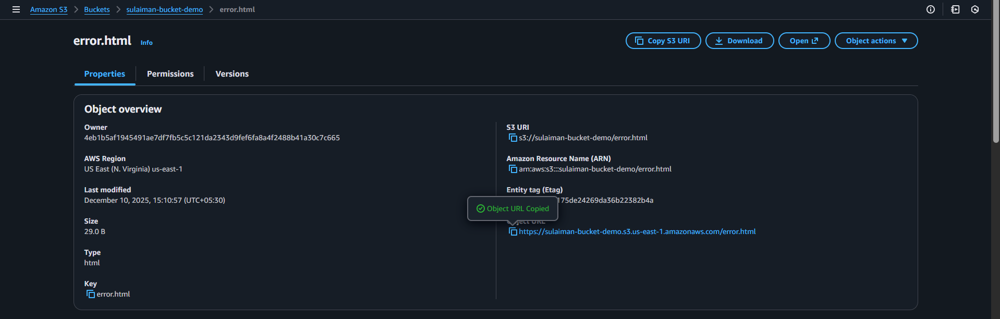 Amazon S3 > Buckets > sulaiman-bucket-demo > error.html
error.html Info
Copy S3 URI
Download
Open
Object actions
Properties
Permissions
Versions
Object overview
Owner
4eb1b5af1945491ae7df7fb5c5c121da2343d9fef6fa8a4f2488b41a30c7c665
AWS Region
US East (N. Virginia) us-east-1
Last modified
December 10, 2025, 15:10:57 (UTC+05:30)
Size
29.0 B
Type
html
Key
error.html
S3 URI
s3://sulaiman-bucket-demo/error.html
Amazon Resource Name (ARN)
arn:aws:s3:::sulaiman-bucket-demo/error.html
Entity tag (Etag)
175de24269da36b22382b4a
Object URL Copied
URL
https://sulaiman-bucket-demo.s3.us-east-1.amazonaws.com/error.html